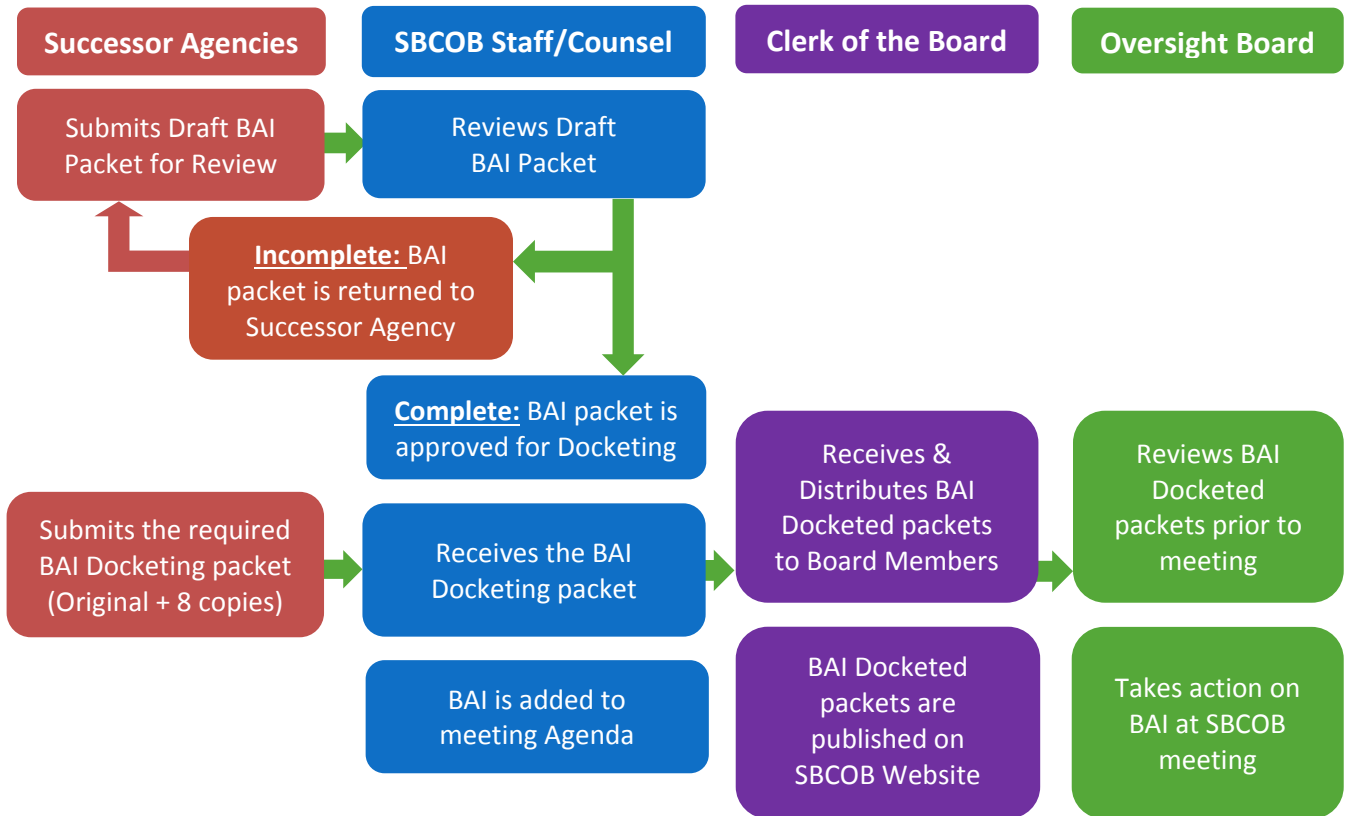 Successor Agencies
SBCOB Staff/Counsel
Clerk of the Board
Oversight Board
Submits Draft BAI
Packet for Review
Reviews Draft
BAI Packet
Incomplete: BAI
packet is returned to
Successor Agency
Complete: BAI packet is
approved for Docketing
Submits the required
BAI Docketing packet
(Original + 8 copies)
Receives the BAI
Docketing packet
Receives &
Distributes BAI
Docketed packets
to Board Members
Reviews BAI
Docketed
packets prior to
meeting
BAI is added to
meeting Agenda
BAI Docketed
packets are
published on
SBCOB Website
Takes action on
BAI at SBCOB
meeting